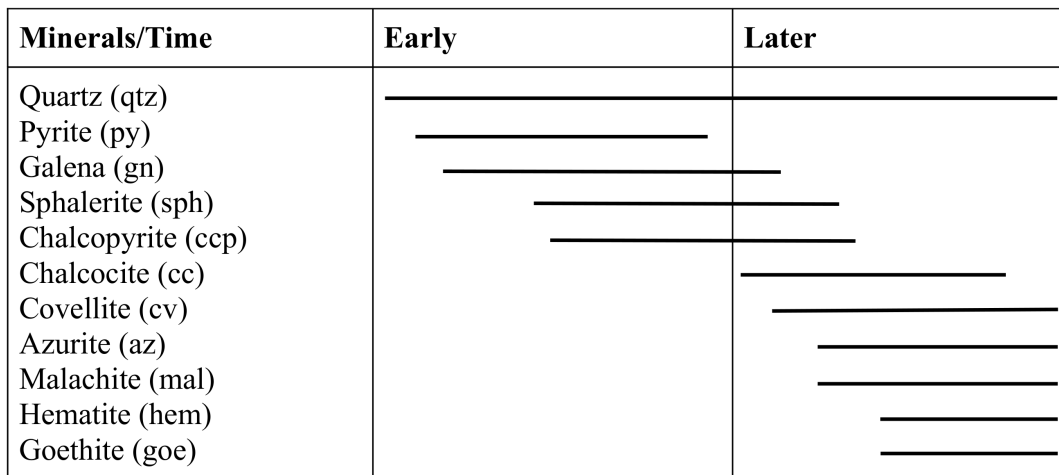 Minerals/Time Early Later
Quartz (qtz)
Pyrite (py)
Galena (gn)
Sphalerite (sph)
Chalcopyrite (ccp)
Chalcocite (cc)
Covellite (cv)
Azurite (az)
Malachite (mal)
Hematite (hem)
Goethite (goe)